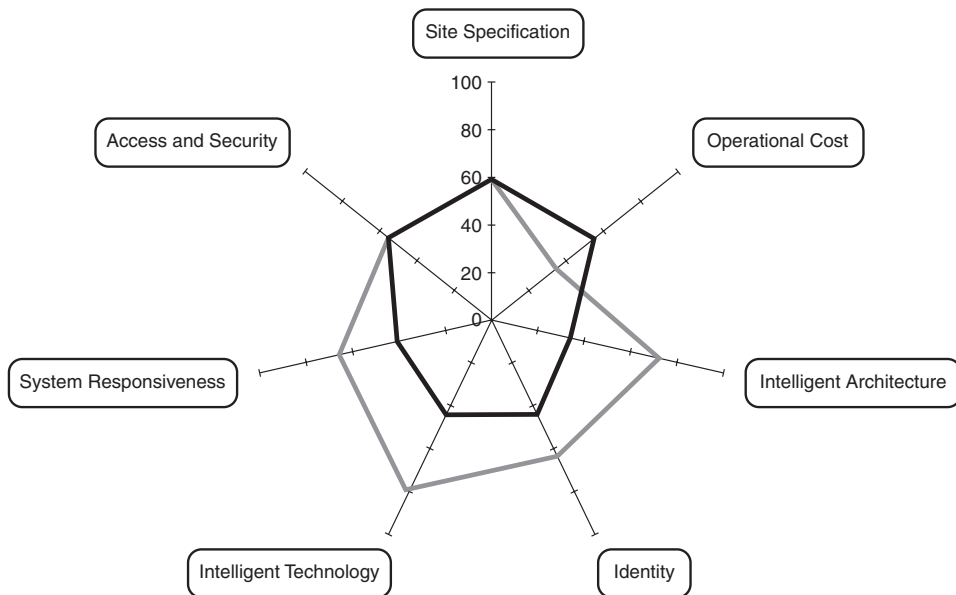 Site Specification
100
80
60
40
20
0
Access and Security
Operational Cost
System Responsiveness
Intelligent Architecture
Intelligent Technology
Identity